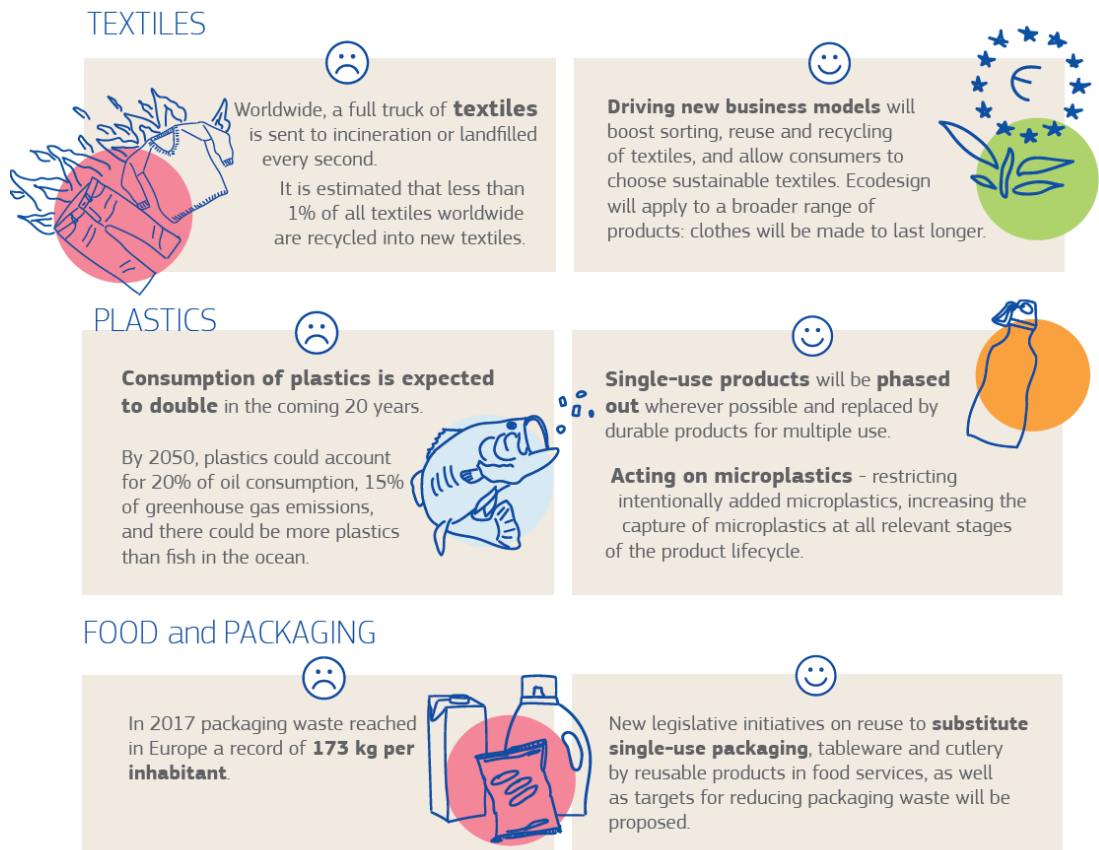 TEXTILES
Worldwide, a full truck of textiles
is sent to incineration or landfilled
every second.
It is estimated that less than
1% of all textiles worldwide
are recycled into new textiles.
Driving new business models will
boost sorting, reuse and recycling
of textiles, and allow consumers to
choose sustainable textiles. Ecodesign
will apply to a broader range of
products: clothes will be made to last longer.
PLASTICS
Consumption of plastics is expected
to double in the coming 20 years.
By 2050, plastics could account
for 20% of oil consumption, 15%
of greenhouse gas emissions,
and there could be more plastics
than fish in the ocean.
Single-use products will be phased
out wherever possible and replaced by
durable products for multiple use.
Acting on microplastics - restricting
intentionally added microplastics, increasing the
capture of microplastics at all relevant stages
of the product lifecycle.
FOOD and PACKAGING
In 2017 packaging waste reached
in Europe a record of 173 kg per
inhabitant.
New legislative initiatives on reuse to substitute
single-use packaging, tableware and cutlery
by reusable products in food services, as well
as targets for reducing packaging waste will be
proposed.